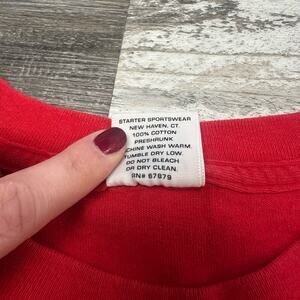 STARTER SPORTSWEAR
NEW HAVEN, CT.
100% COTTON
PRESHRUNK
CHINE WASH WARM.
TUMBLE DRY LOW.
DO NOT BLEACH
OR DRY CLEAN.
RN# 67879